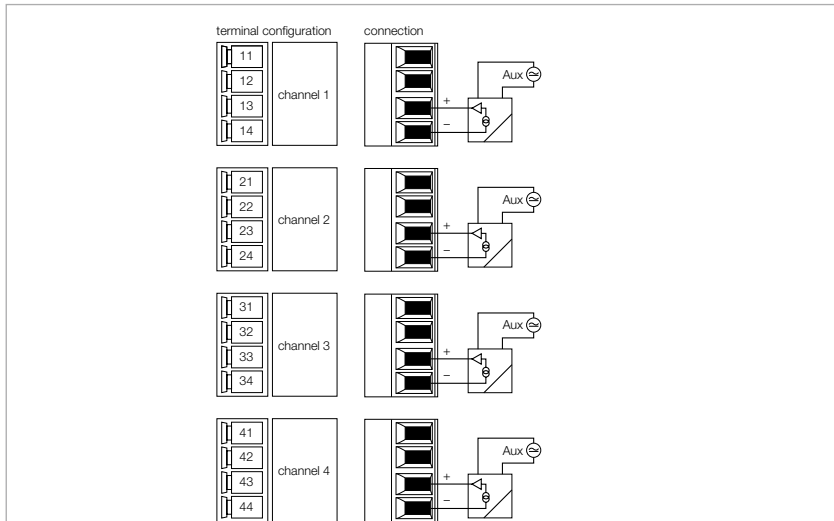 terminal configuration connection
11
12
13
14
channel 1
+
–
Aux
21
22
23
24
channel 2
+
–
Aux
31
32
33
34
channel 3
+
–
Aux
41
42
43
44
channel 4
+
–
Aux